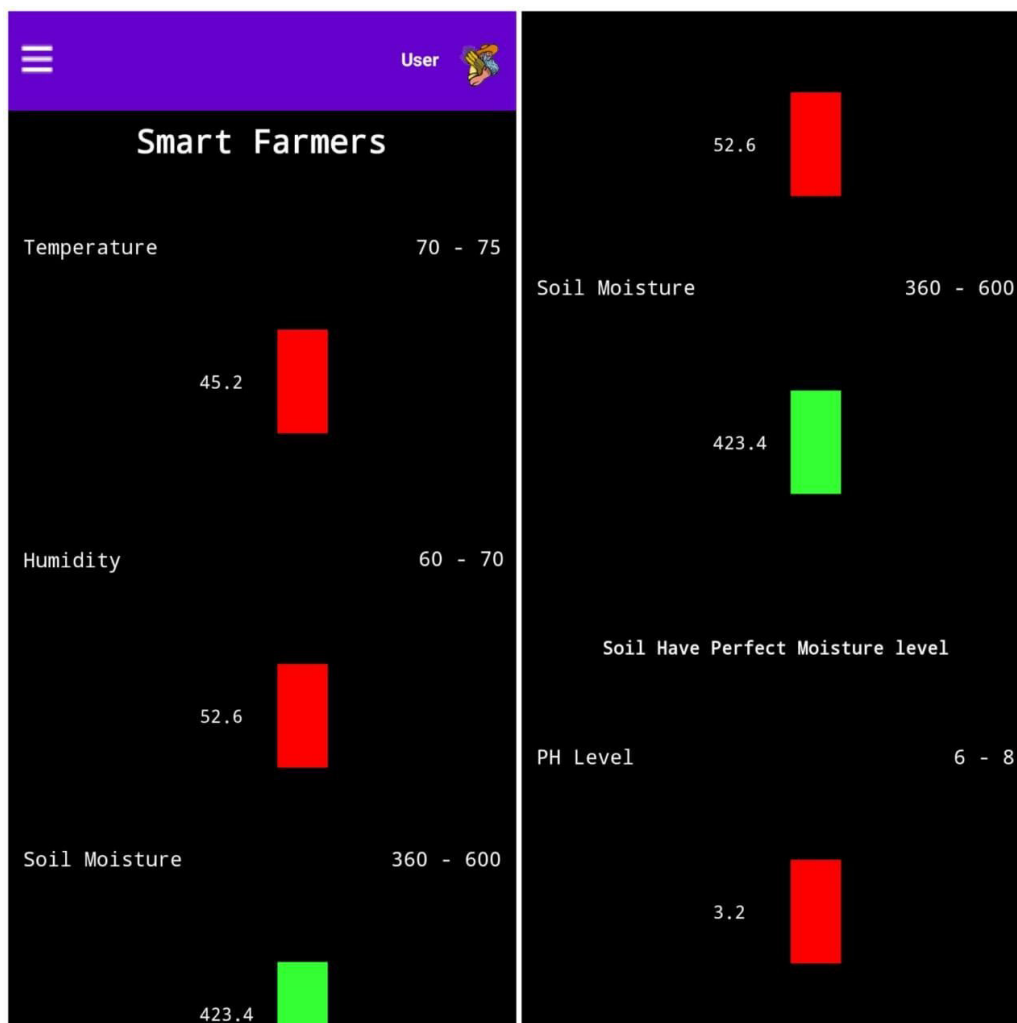 User
Smart Farmers
Temperature 70 - 75
45.2
Humidity 60 - 70
52.6
Soil Moisture 360 - 600
423.4
52.6
Soil Moisture 360 - 600
423.4
Soil Have Perfect Moisture level
PH Level 6 - 8
3.2